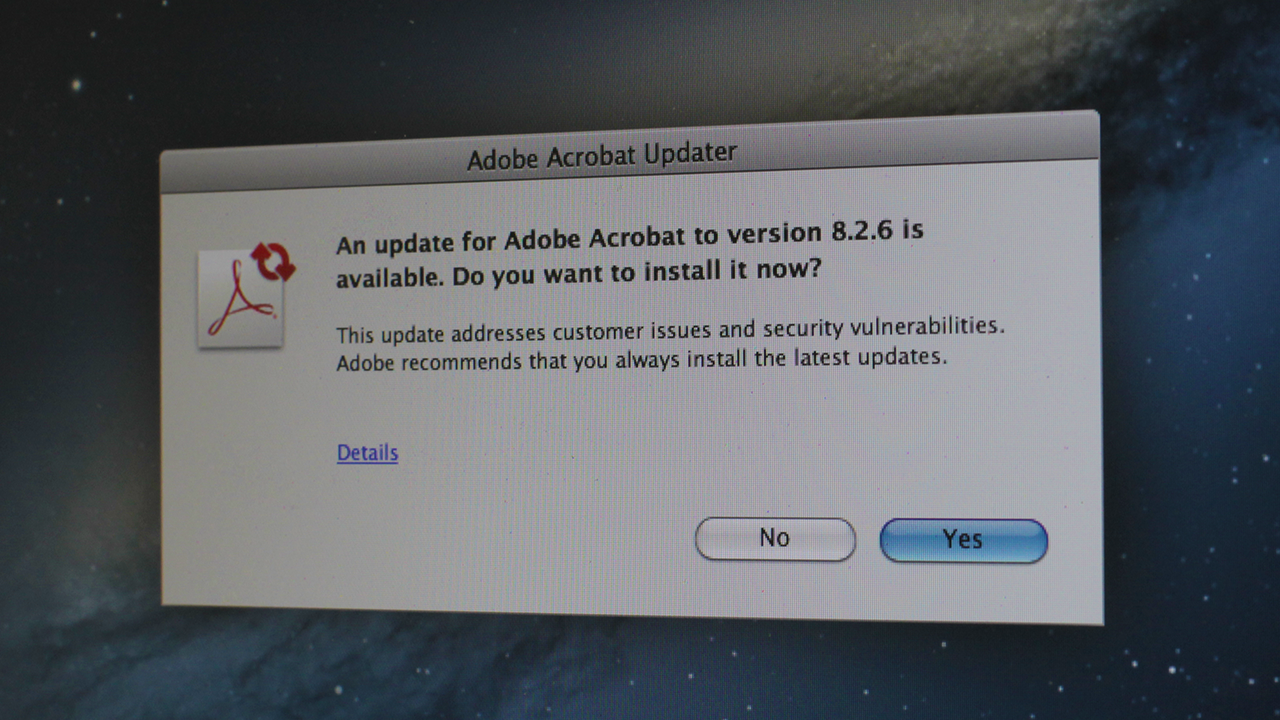 Adobe Acrobat Updater
An update for Adobe Acrobat to version 8.2.6 is
available. Do you want to install it now?
This update addresses customer issues and security vulnerabilities.
Adobe recommends that you always install the latest updates.
Details
No
Yes